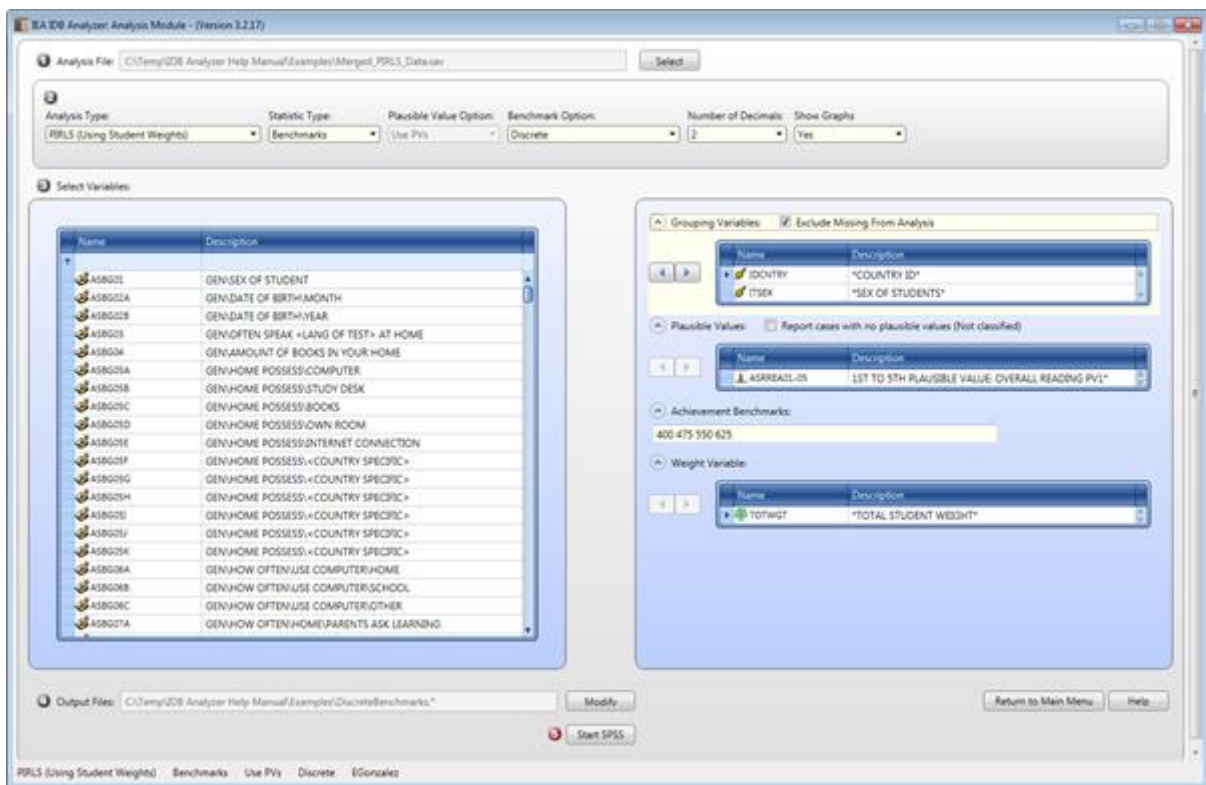 IEA IDB Analyzer: Analysis Module - (Version 3.2.17)
1 Analysis File: C:\Temp\IDB Analyzer Help Manual\Examples\Merged_PIRLS_Data.sav Select
2
Analysis Type: Statistic Type: Plausible Value Option: Benchmark Option: Number of Decimals: Show Graphs
PIRLS (Using Student Weights) Benchmarks Use PVs Discrete 2 Yes
3 Select Variables:
Name Description
ASBG01 GEN\SEX OF STUDENT
ASBG02A GEN\DATE OF BIRTH\MONTH
ASBG02B GEN\DATE OF BIRTH\YEAR
ASBG03 GEN\OFTEN SPEAK <LANG OF TEST> AT HOME
ASBG04 GEN\AMOUNT OF BOOKS IN YOUR HOME
ASBG05A GEN\HOME POSSESS\COMPUTER
ASBG05B GEN\HOME POSSESS\STUDY DESK
ASBG05C GEN\HOME POSSESS\BOOKS
ASBG05D GEN\HOME POSSESS\OWN ROOM
ASBG05E GEN\HOME POSSESS\INTERNET CONNECTION
ASBG05F GEN\HOME POSSESS\<COUNTRY SPECIFIC>
ASBG05G GEN\HOME POSSESS\<COUNTRY SPECIFIC>
ASBG05H GEN\HOME POSSESS\<COUNTRY SPECIFIC>
ASBG05I GEN\HOME POSSESS\<COUNTRY SPECIFIC>
ASBG05J GEN\HOME POSSESS\<COUNTRY SPECIFIC>
ASBG05K GEN\HOME POSSESS\<COUNTRY SPECIFIC>
ASBG06A GEN\HOW OFTEN\USE COMPUTER\HOME
ASBG06B GEN\HOW OFTEN\USE COMPUTER\SCHOOL
ASBG06C GEN\HOW OFTEN\USE COMPUTER\OTHER
ASBG07A GEN\HOW OFTEN\HOME\PARENTS ASK LEARNING
Grouping Variables: Exclude Missing From Analysis
Name Description
IDCNTRY *COUNTRY ID*
ITSEX *SEX OF STUDENTS*
Plausible Values: Report cases with no plausible values (Not classified)
Name Description
ASRREA01-05 1ST TO 5TH PLAUSIBLE VALUE: OVERALL READING PV1*
Achievement Benchmarks:
400 475 550 625
Weight Variable:
Name Description
TOTWGT *TOTAL STUDENT WEIGHT*
Output Files: C:\Temp\IDB Analyzer Help Manual\Examples\DiscreteBenchmarks.* Modify Return to Main Menu Help
Start SPSS
PIRLS (Using Student Weights) Benchmarks Use PVs Discrete EGonzalez